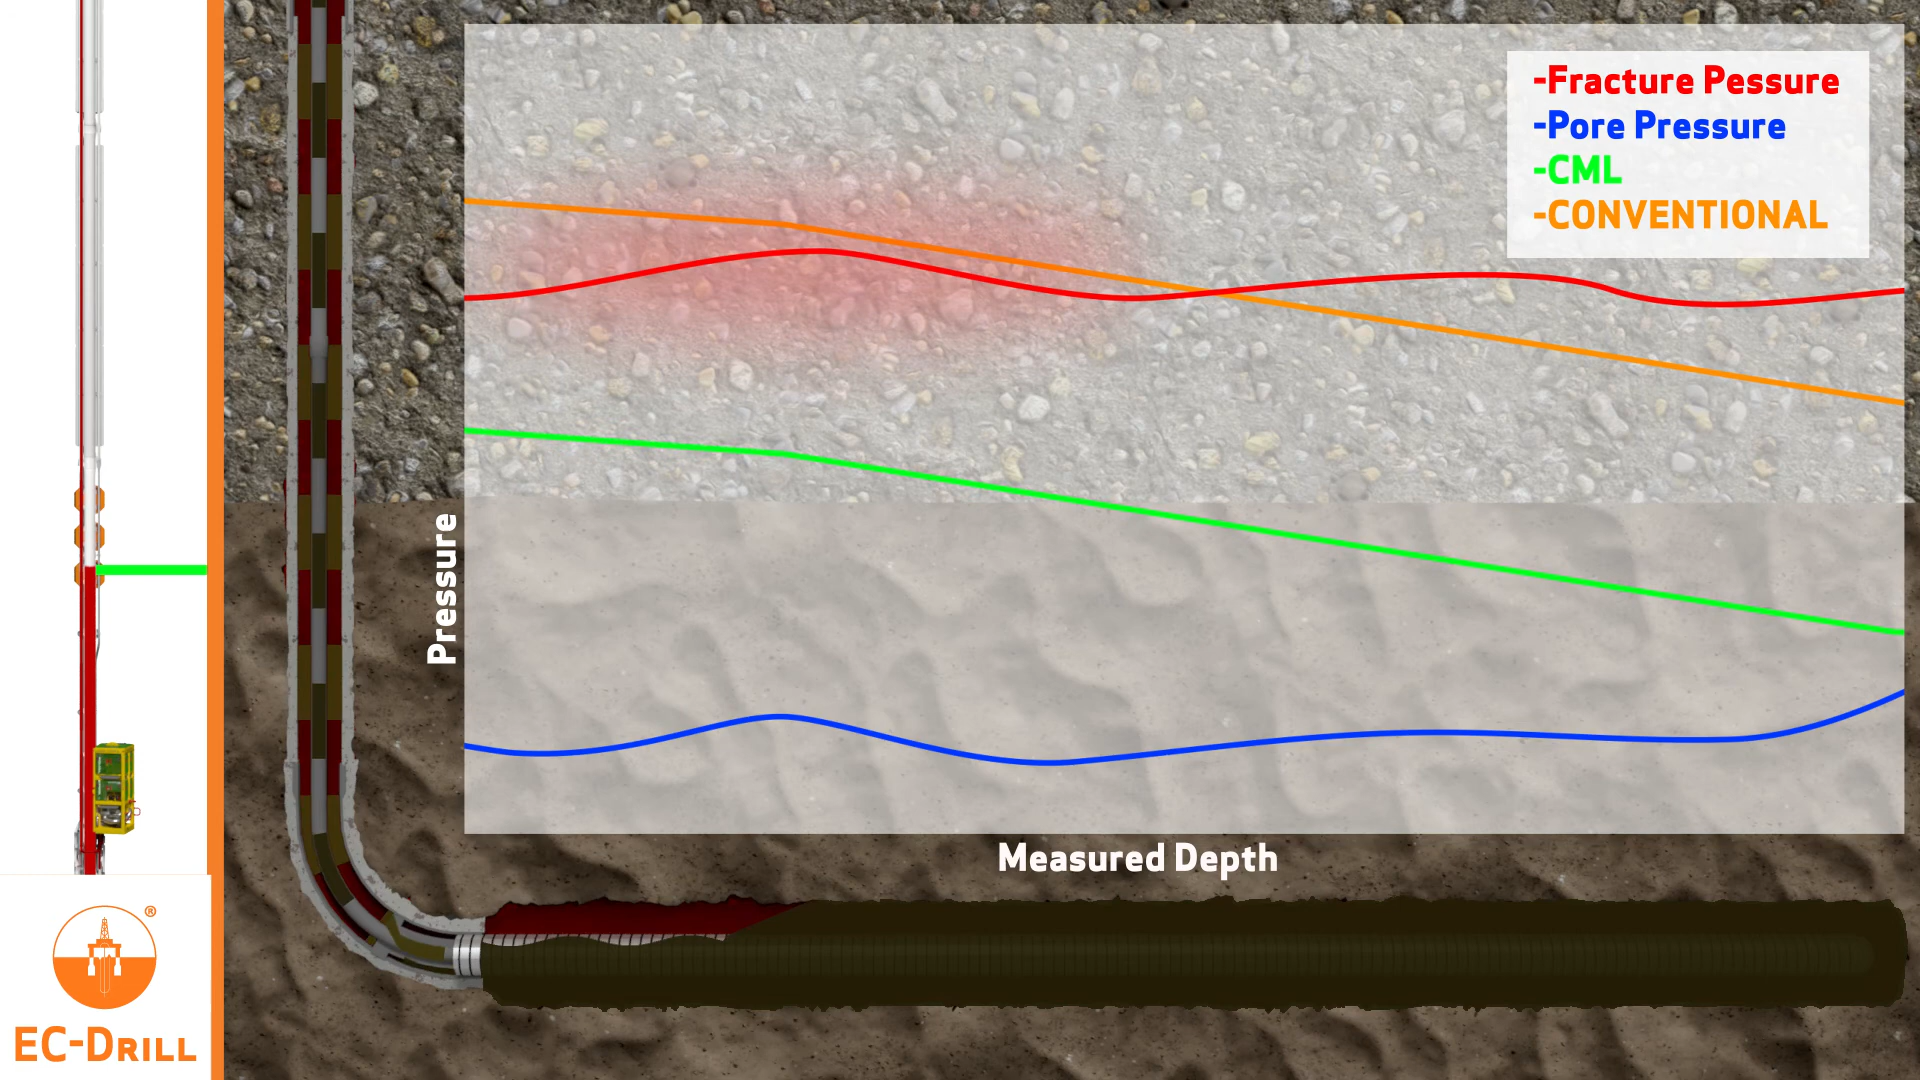 -Fracture Pessure
-Pore Pressure
-CML
-CONVENTIONAL
Pressure
Measured Depth
®
EC-DRILL